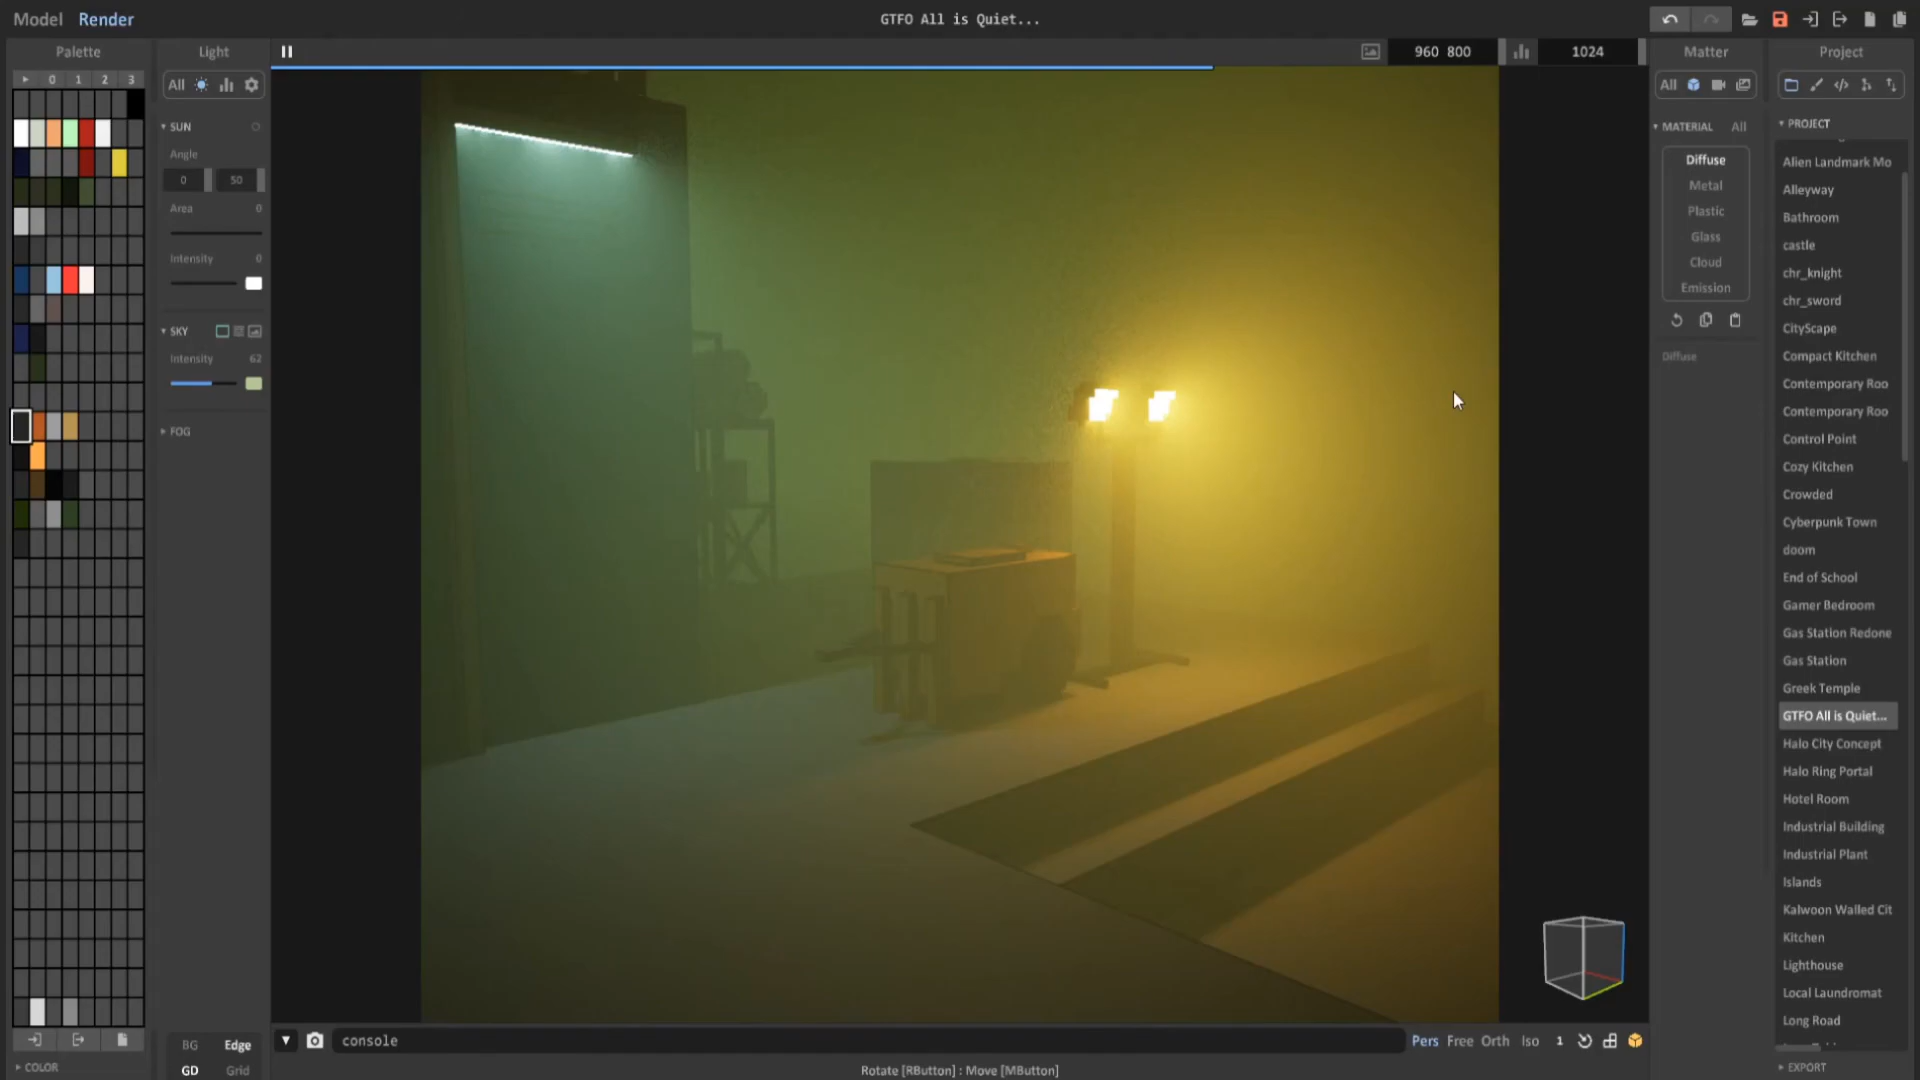 Model Render
GTFO All is Quiet...
Palette
0 1 2 3
COLOR
Light
All
SUN
Angle
0 50
Area 0
Intensity 0
SKY
Intensity 62
FOG
BG Edge
GD Grid
960 800
1024
console
Pers Free Orth Iso 1
Rotate [RButton] : Move [MButton]
Matter
All
MATERIAL All
Diffuse
Metal
Plastic
Glass
Cloud
Emission
Diffuse
Project
PROJECT
Alien Landmark Mo
Alleyway
Bathroom
castle
chr_knight
chr_sword
CityScape
Compact Kitchen
Contemporary Roo
Contemporary Roo
Control Point
Cozy Kitchen
Crowded
Cyberpunk Town
doom
End of School
Gamer Bedroom
Gas Station Redone
Gas Station
Greek Temple
GTFO All is Quiet...
Halo City Concept
Halo Ring Portal
Hotel Room
Industrial Building
Industrial Plant
Islands
Kalwoon Walled Cit
Kitchen
Lighthouse
Local Laundromat
Long Road
EXPORT